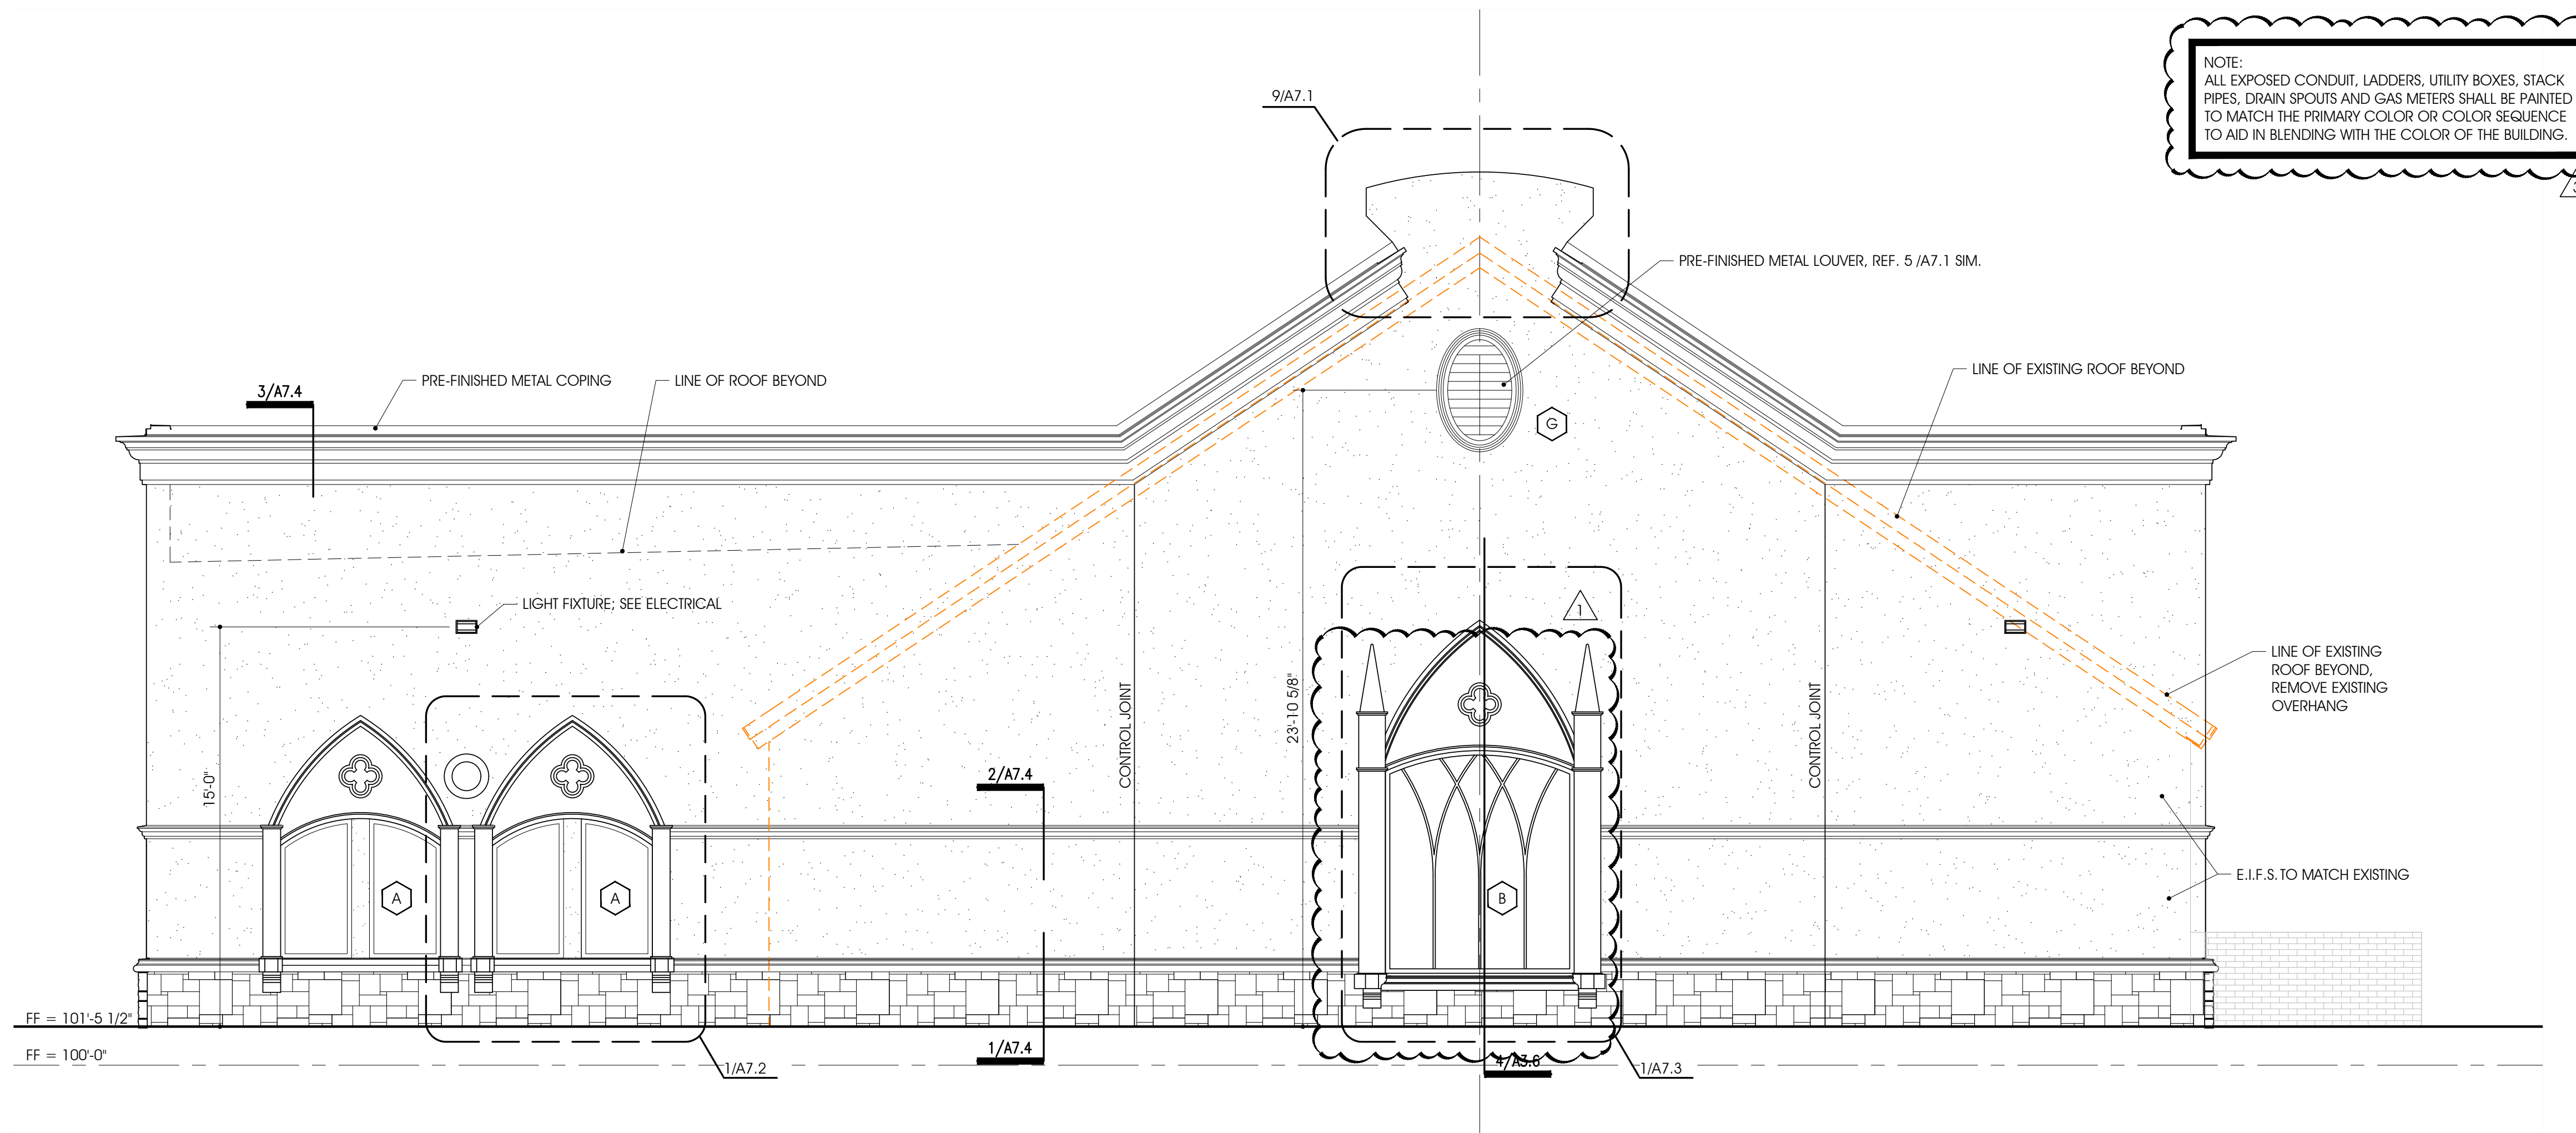 NOTE:
ALL EXPOSED CONDUIT, LADDERS, UTILITY BOXES, STACK
PIPES, DRAIN SPOUTS AND GAS METERS SHALL BE PAINTED
TO MATCH THE PRIMARY COLOR OR COLOR SEQUENCE
TO AID IN BLENDING WITH THE COLOR OF THE BUILDING.
9/A7.1
PRE-FINISHED METAL LOUVER, REF. 5 /A7.1 SIM.
3/A7.4
PRE-FINISHED METAL COPING
LINE OF ROOF BEYOND
LINE OF EXISTING ROOF BEYOND
G
LIGHT FIXTURE; SEE ELECTRICAL
1
LINE OF EXISTING
ROOF BEYOND,
REMOVE EXISTING
OVERHANG
15'-0"
2/A7.4
CONTROL JOINT
23'-10 5/8"
CONTROL JOINT
A
A
B
E.I.F.S. TO MATCH EXISTING
FF = 101'-5 1/2"
FF = 100'-0"
1/A7.2
1/A7.4
4/A3.6
1/A7.3